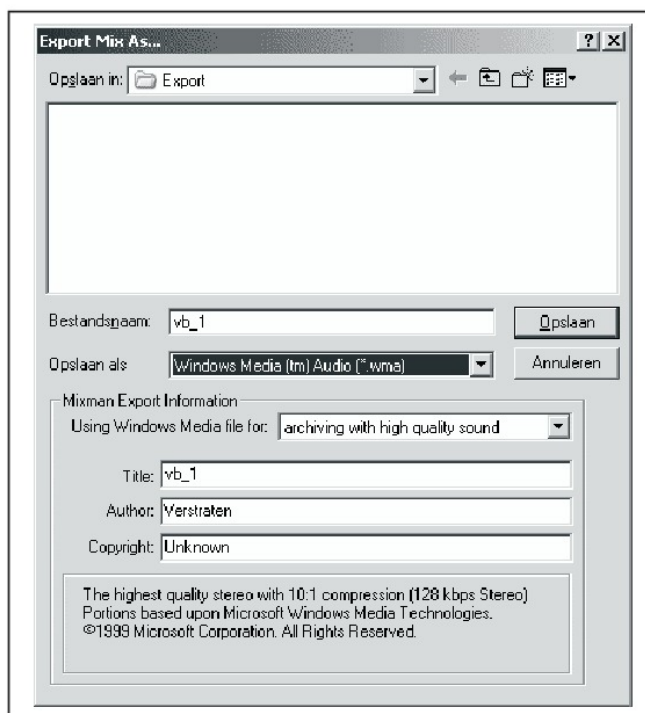 Export Mix As...
Opslaan in: Export
Bestandsnaam: vb_1 Opslaan
Opslaan als Windows Media (tm) Audio (*.wma) Annuleren
Mixman Export Information
Using Windows Media file for: archiving with high quality sound
Title: vb_1
Author: Verstraten
Copyright: Unknown
The highest quality stereo with 10:1 compression (128 kbps Stereo)
Portions based upon Microsoft Windows Media Technologies.
©1999 Microsoft Corporation. All Rights Reserved.